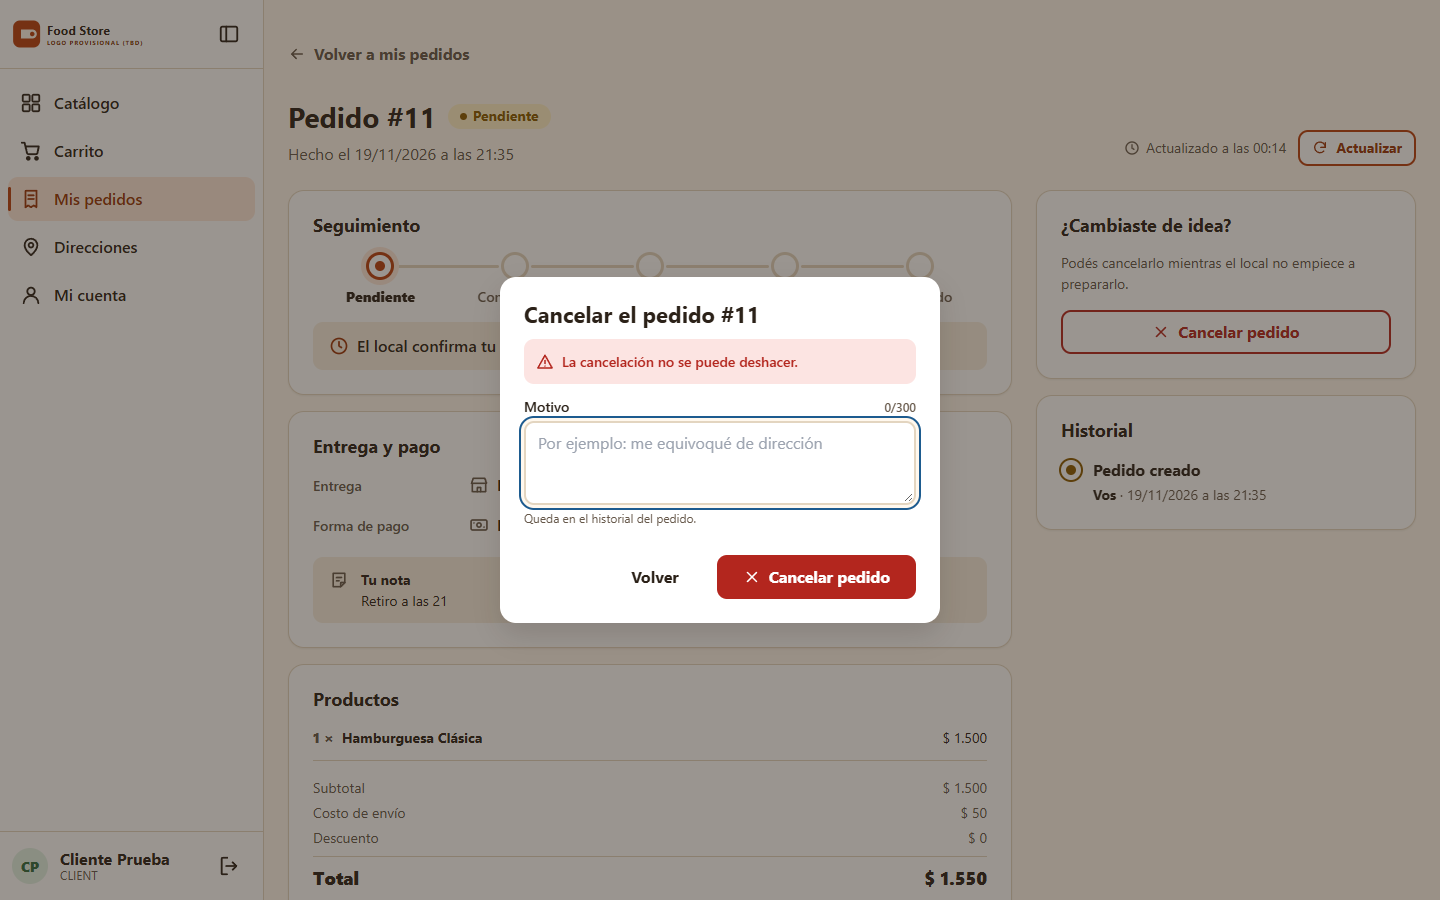 Food Store
LOGO PROVISIONAL (TBD)
Catálogo
Carrito
Mis pedidos
Direcciones
Mi cuenta
CP
Cliente Prueba
CLIENT
Volver a mis pedidos
Pedido #11
Pendiente
Hecho el 19/11/2026 a las 21:35
Actualizado a las 00:14
Actualizar
Seguimiento
Pendiente
El local confirma tu
Entrega y pago
Entrega
Forma de pago
Tu nota
Retiro a las 21
Productos
1 × Hamburguesa Clásica $ 1.500
Subtotal $ 1.500
Costo de envío $ 50
Descuento $ 0
Total $ 1.550
¿Cambiaste de idea?
Podés cancelarlo mientras el local no empiece a
prepararlo.
Cancelar pedido
Historial
Pedido creado
Vos · 19/11/2026 a las 21:35
Cancelar el pedido #11
La cancelación no se puede deshacer.
Motivo 0/300
Por ejemplo: me equivoqué de dirección
Queda en el historial del pedido.
Volver
Cancelar pedido